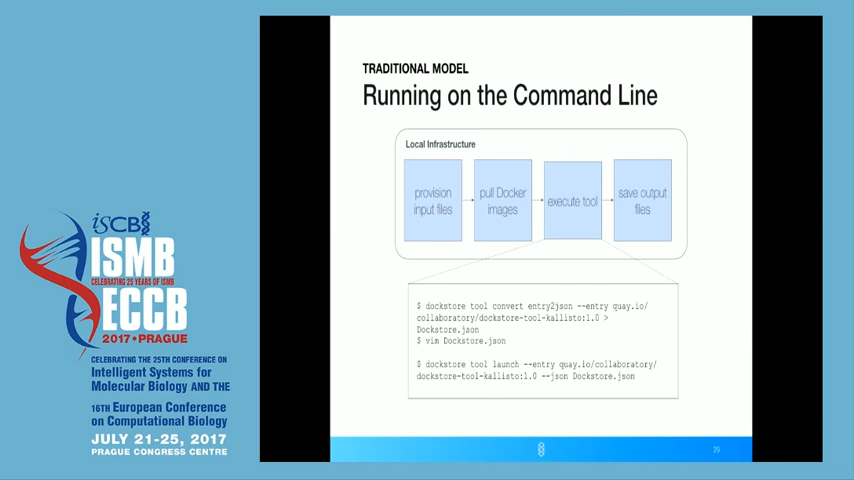 TRADITIONAL MODEL
Running on the Command Line
Local Infrastructure
provision
input files
pull Docker
images
execute tool
save output
files
$ dockstore tool convert entry2json --entry quay.io/
collaboratory/dockstore-tool-kallisto:1.0 >
Dockstore.json
$ vim Dockstore.json
$ dockstore tool launch --entry quay.io/collaboratory/
dockstore-tool-kallisto:1.0 --json Dockstore.json
29
iSCB
ISMB
CELEBRATING 25 YEARS OF ISMB
ECCB
2017 • PRAGUE
CELEBRATING THE 25TH CONFERENCE ON
Intelligent Systems for
Molecular Biology AND THE
16TH European Conference
on Computational Biology
JULY 21-25, 2017
PRAGUE CONGRESS CENTRE